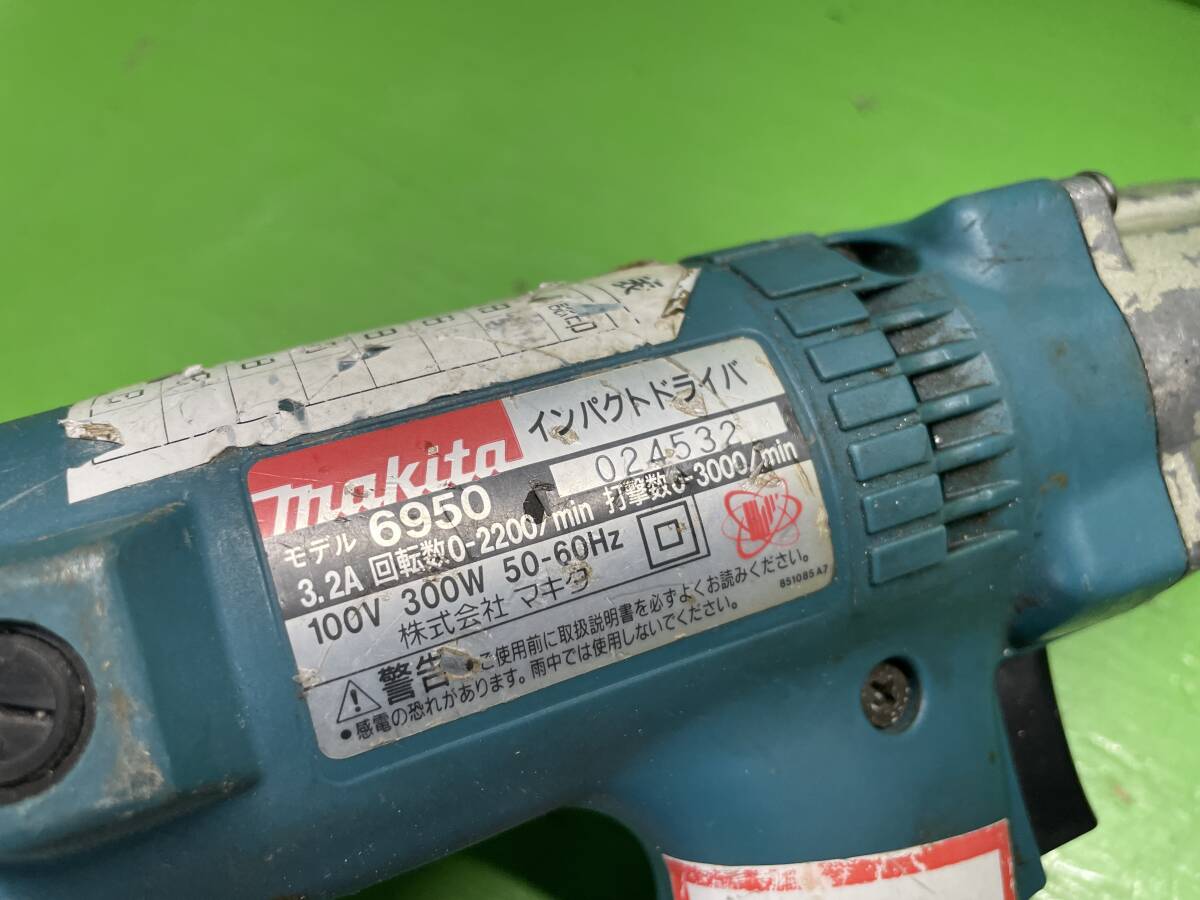 makita
インパクトドライバ
024532
モデル 6950
3.2A 回転数0-2200/min 打撃数0-3000/min
100V 300W 50-60Hz
株式会社 マキタ
警告 ご使用前に取扱説明書を必ずよくお読みください。
●感電の恐れがあります。雨中では使用しないでください。
851085A7